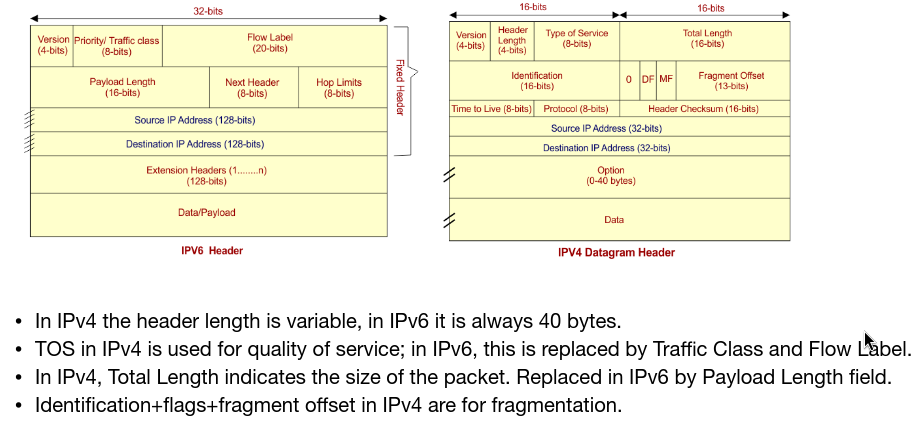 32-bits
Version
(4-bits)
Priority/ Traffic class
(8-bits)
Flow Label
(20-bits)
Payload Length
(16-bits)
Next Header
(8-bits)
Hop Limits
(8-bits)
Source IP Address (128-bits)
Destination IP Address (128-bits)
Extension Headers (1........n)
(128-bits)
Data/Payload
Fixed Header
IPV6 Header
16-bits
16-bits
Version
(4-bits)
Header
Length
(4-bits)
Type of Service
(8-bits)
Total Length
(16-bits)
Identification
(16-bits)
0
DF
MF
Fragment Offset
(13-bits)
Time to Live (8-bits)
Protocol (8-bits)
Header Checksum (16-bits)
Source IP Address (32-bits)
Destination IP Address (32-bits)
Option
(0-40 bytes)
Data
IPV4 Datagram Header
• In IPv4 the header length is variable, in IPv6 it is always 40 bytes.
• TOS in IPv4 is used for quality of service; in IPv6, this is replaced by Traffic Class and Flow Label.
• In IPv4, Total Length indicates the size of the packet. Replaced in IPv6 by Payload Length field.
• Identification+flags+fragment offset in IPv4 are for fragmentation.